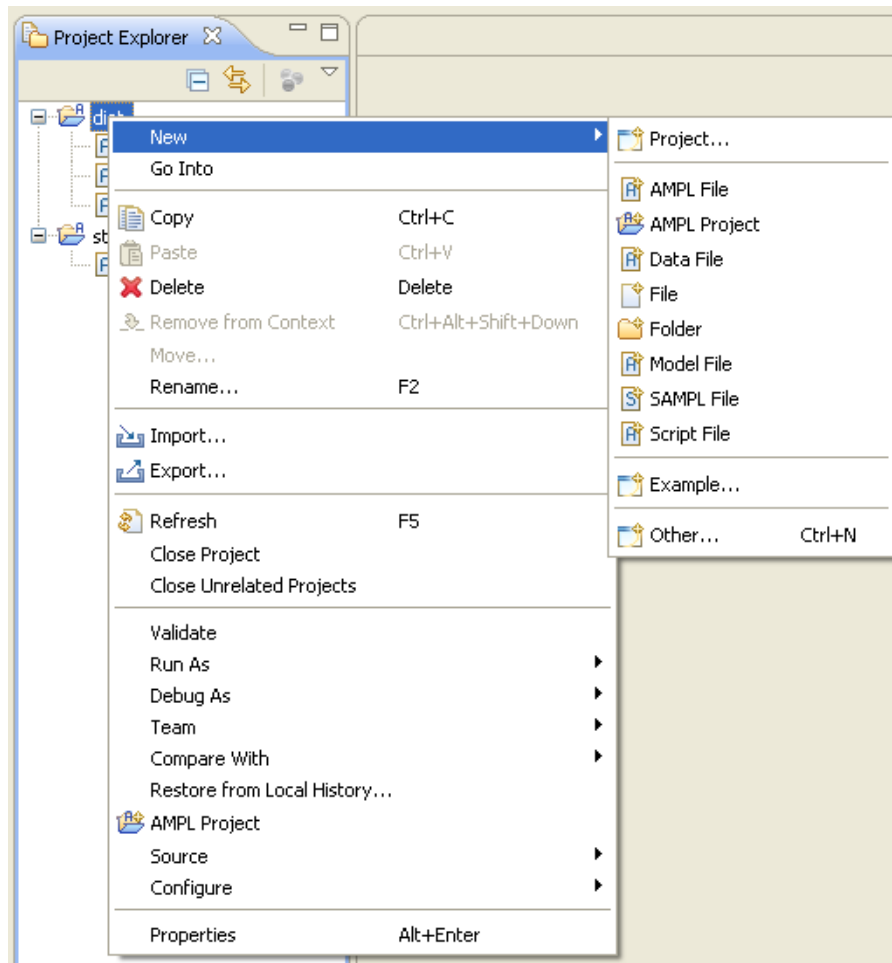 Project Explorer
New
Go Into
Copy Ctrl+C
Paste Ctrl+V
Delete Delete
Remove from Context Ctrl+Alt+Shift+Down
Move...
Rename... F2
Import...
Export...
Refresh F5
Close Project
Close Unrelated Projects
Validate
Run As
Debug As
Team
Compare With
Restore from Local History...
AMPL Project
Source
Configure
Properties Alt+Enter
Project...
AMPL File
AMPL Project
Data File
File
Folder
Model File
SAMPL File
Script File
Example...
Other... Ctrl+N